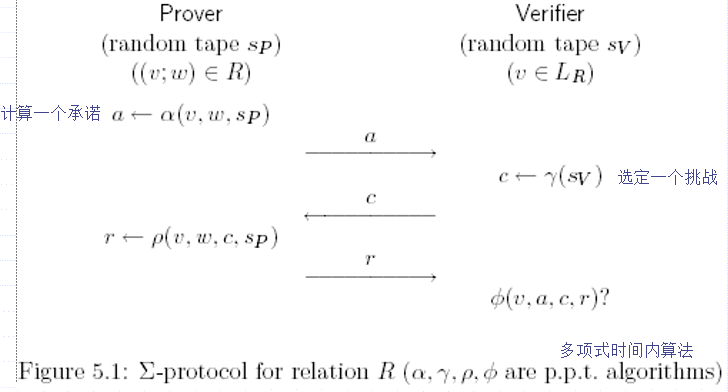 Prover Verifier
(random tape sP) (random tape sV)
((v; w) ∈ R) (v ∈ LR)
计算一个承诺 a ← α(v, w, sP)
a
c ← γ(sV) 选定一个挑战
c
r ← ρ(v, w, c, sP)
r
ϕ(v, a, c, r)?
多项式时间内算法
Figure 5.1: Σ-protocol for relation R (α, γ, ρ, ϕ are p.p.t. algorithms)